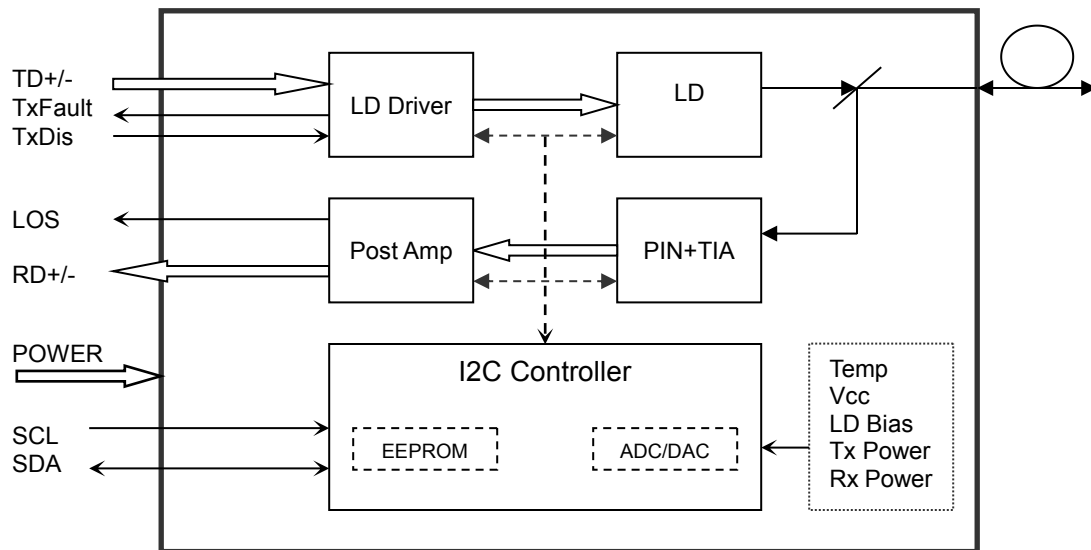 TD+/-
TxFault
TxDis
LD Driver
LD
LOS
RD+/-
Post Amp
PIN+TIA
POWER
SCL
SDA
I2C Controller
EEPROM
ADC/DAC
Temp
Vcc
LD Bias
Tx Power
Rx Power